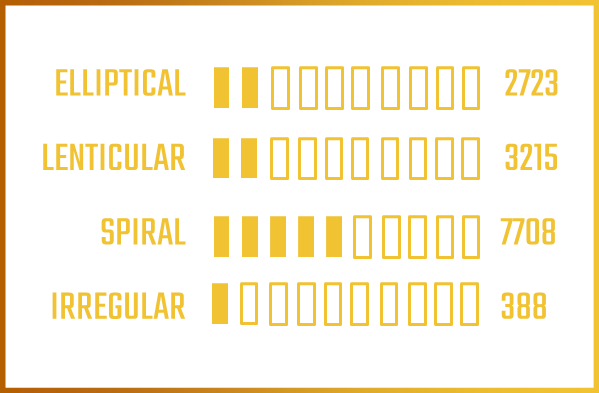 ELLIPTICAL 2723
LENTICULAR 3215
SPIRAL 7708
IRREGULAR 388